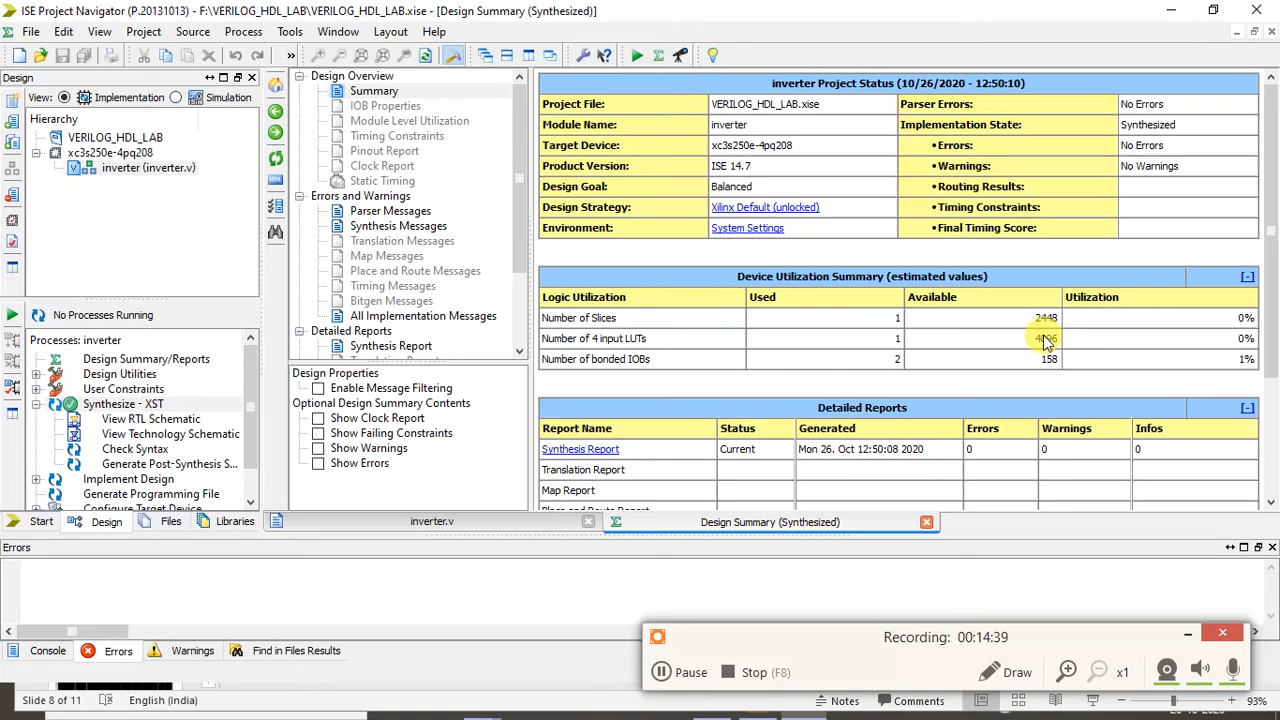 ISE Project Navigator (P.20131013) - F:\VERILOG_HDL_LAB\VERILOG_HDL_LAB.xise - [Design Summary (Synthesized)]
File Edit View Project Source Process Tools Window Layout Help
Design
View: Implementation Simulation
Hierarchy
VERILOG_HDL_LAB
xc3s250e-4pq208
inverter (inverter.v)
No Processes Running
Processes: inverter
Design Summary/Reports
Design Utilities
User Constraints
Synthesize - XST
View RTL Schematic
View Technology Schematic
Check Syntax
Generate Post-Synthesis S...
Implement Design
Generate Programming File
Configure Target Device
Start Design Files Libraries
Design Overview
Summary
IOB Properties
Module Level Utilization
Timing Constraints
Pinout Report
Clock Report
Static Timing
Errors and Warnings
Parser Messages
Synthesis Messages
Translation Messages
Map Messages
Place and Route Messages
Timing Messages
Bitgen Messages
All Implementation Messages
Detailed Reports
Synthesis Report
Design Properties
Enable Message Filtering
Optional Design Summary Contents
Show Clock Report
Show Failing Constraints
Show Warnings
Show Errors
inverter Project Status (10/26/2020 - 12:50:10)
Project File: VERILOG_HDL_LAB.xise Parser Errors: No Errors
Module Name: inverter Implementation State: Synthesized
Target Device: xc3s250e-4pq208 •Errors: No Errors
Product Version: ISE 14.7 •Warnings: No Warnings
Design Goal: Balanced •Routing Results:
Design Strategy: Xilinx Default (unlocked) •Timing Constraints:
Environment: System Settings •Final Timing Score:
Device Utilization Summary (estimated values) [-]
Logic Utilization Used Available Utilization
Number of Slices 1 2448 0%
Number of 4 input LUTs 1 0%
Number of bonded IOBs 2 158 1%
Detailed Reports [-]
Report Name Status Generated Errors Warnings Infos
Synthesis Report Current Mon 26. Oct 12:50:08 2020 0 0 0
Translation Report
Map Report
Place and Route Report
inverter.v Design Summary (Synthesized)
Errors
Console Errors Warnings Find in Files Results
Recording: 00:14:39
Pause Stop (F8) Draw x1
Slide 8 of 11 English (India) Notes Comments 93%